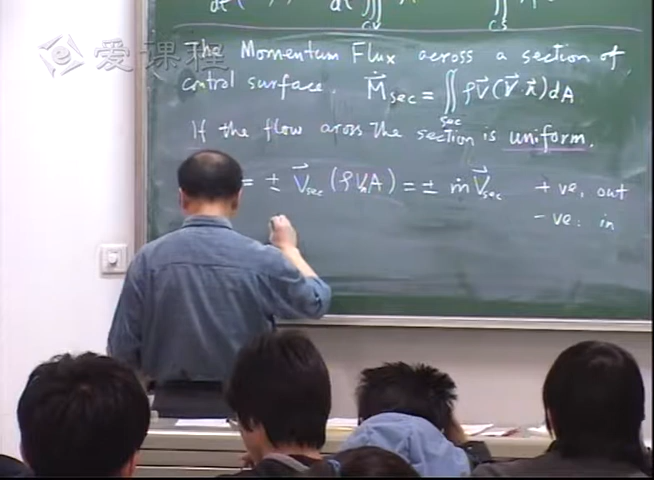 爱课程
The Momentum Flux across a section of
control surface. M⃗̇sec = ∬sec ρV⃗(V⃗·n⃗)dA
If the flow aross the section is uniform.
= ± V⃗sec (ρVnA) = ± ṁV⃗sec +ve, out
-ve: in